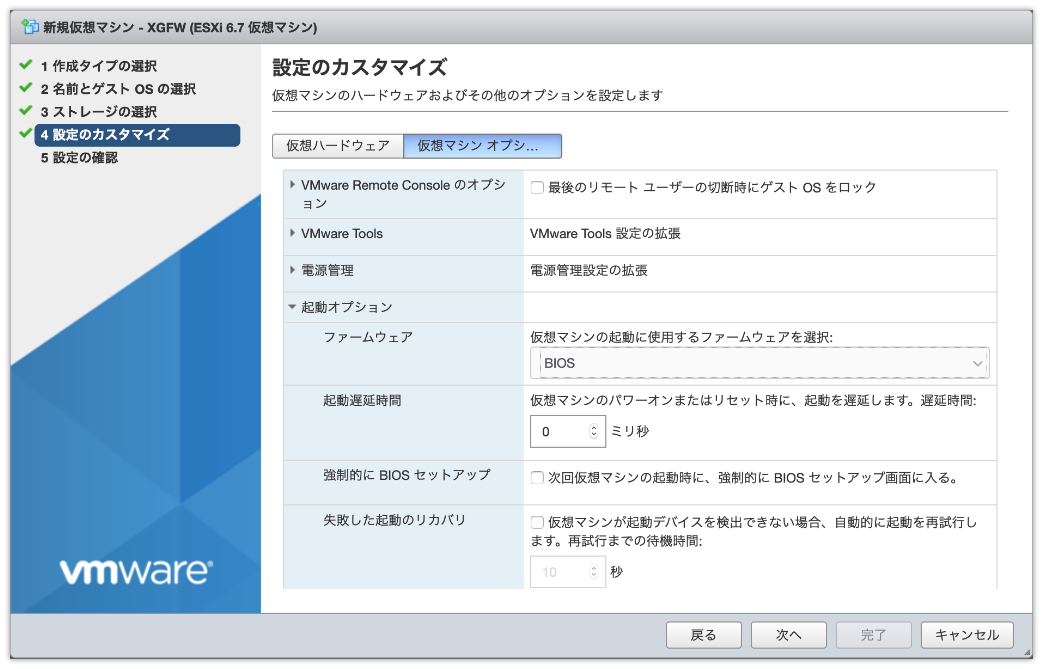 新規仮想マシン - XGFW (ESXi 6.7 仮想マシン)
1 作成タイプの選択
2 名前とゲスト OS の選択
3 ストレージの選択
4 設定のカスタマイズ
5 設定の確認
vmware®
設定のカスタマイズ
仮想マシンのハードウェアおよびその他のオプションを設定します
仮想ハードウェア
仮想マシン オプシ...
VMware Remote Console のオプシ
ョン
最後のリモート ユーザーの切断時にゲスト OS をロック
VMware Tools
VMware Tools 設定の拡張
電源管理
電源管理設定の拡張
起動オプション
ファームウェア
仮想マシンの起動に使用するファームウェアを選択:
BIOS
起動遅延時間
仮想マシンのパワーオンまたはリセット時に、起動を遅延します。遅延時間:
0
ミリ秒
強制的に BIOS セットアップ
次回仮想マシンの起動時に、強制的に BIOS セットアップ画面に入る。
失敗した起動のリカバリ
仮想マシンが起動デバイスを検出できない場合、自動的に起動を再試行し
ます。再試行までの待機時間:
10
秒
戻る
次へ
完了
キャンセル